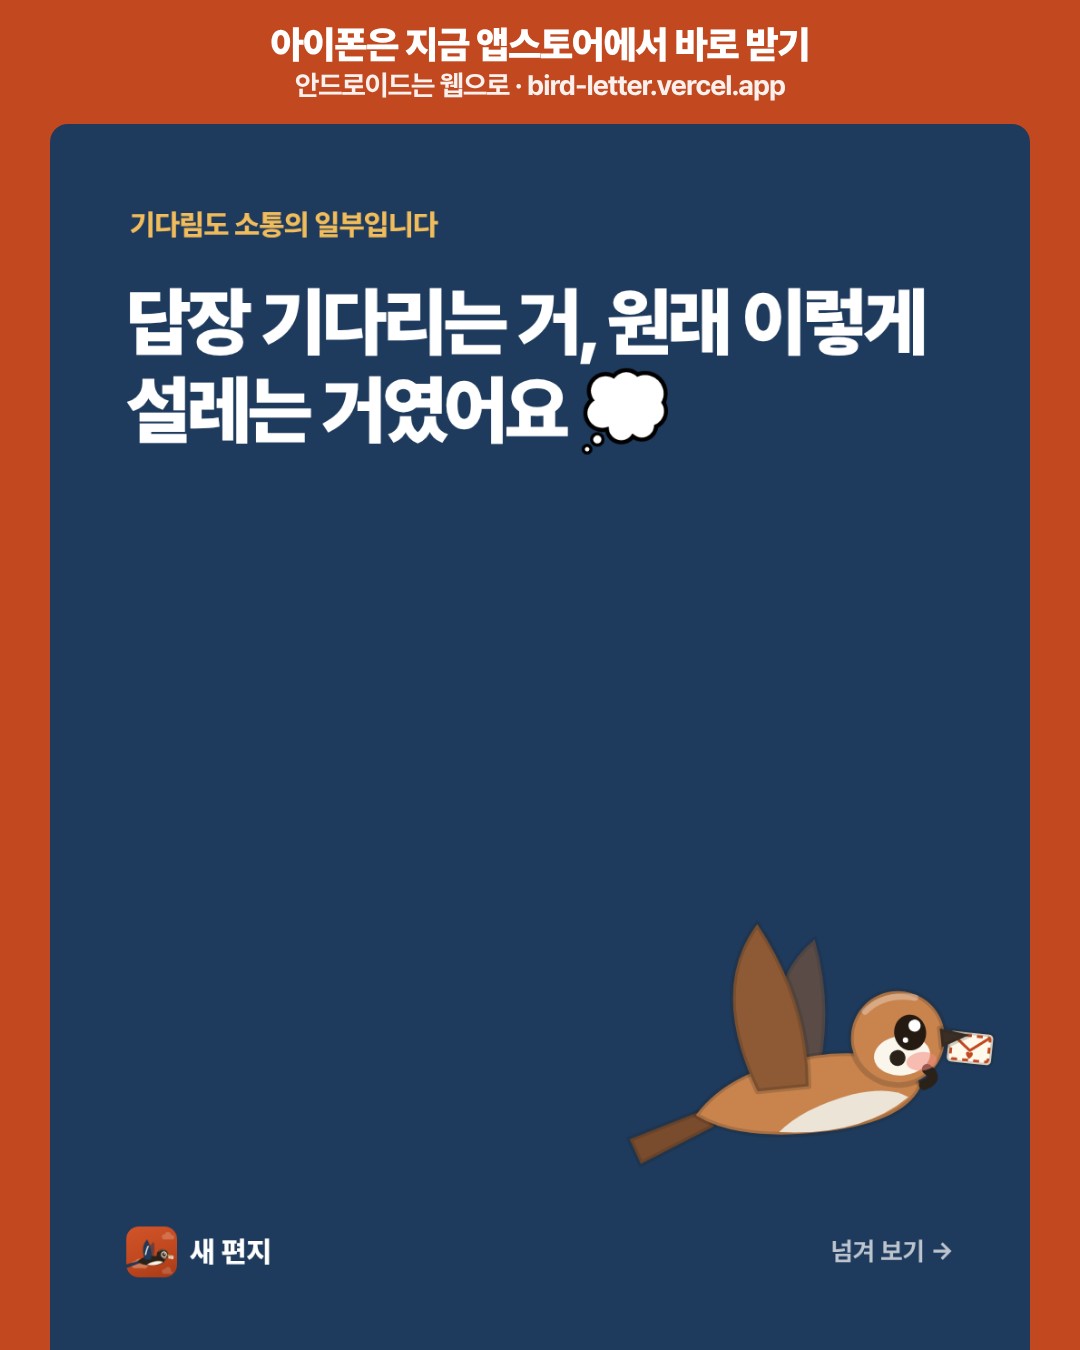 아이폰은 지금 앱스토어에서 바로 받기
안드로이드는 웹으로 · bird-letter.vercel.app
기다림도 소통의 일부입니다
답장 기다리는 거, 원래 이렇게
설레는 거였어요 💭
새 편지
넘겨 보기 →